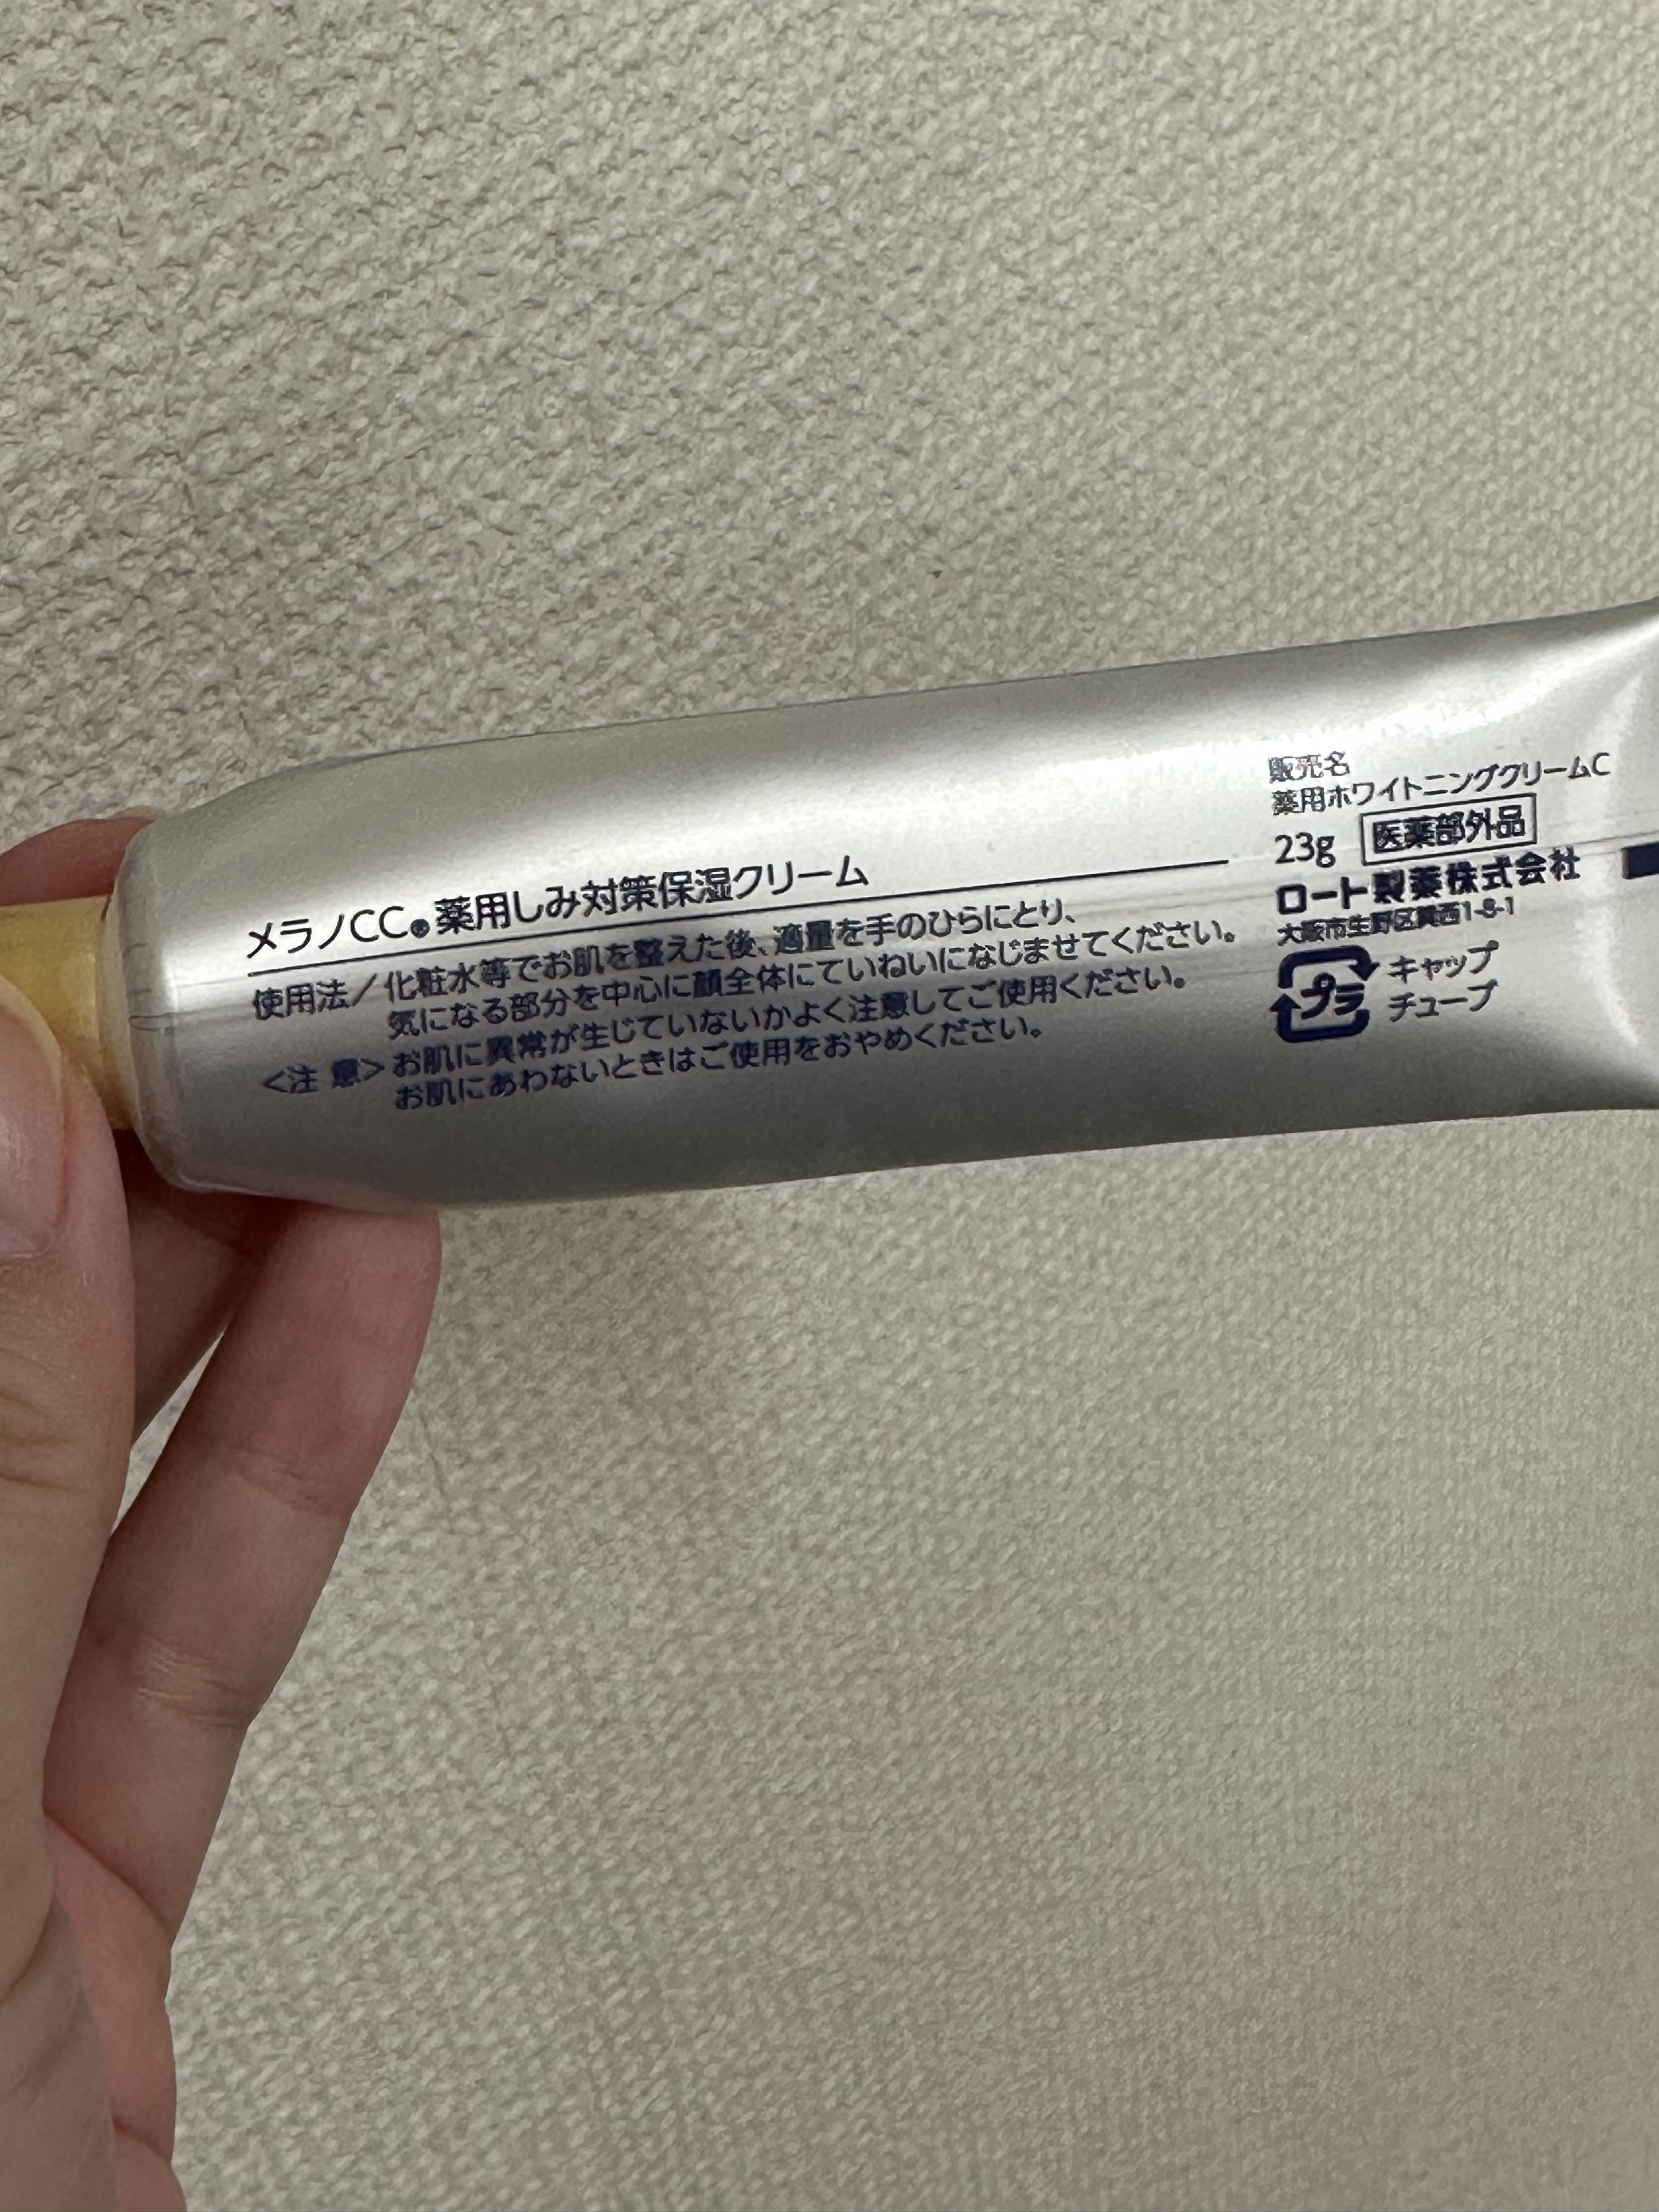 メラノCC®薬用しみ対策保湿クリーム
使用法／化粧水等でお肌を整えた後、適量を手のひらにとり、
気になる部分を中心に顔全体にていねいになじませてください。
＜注 意＞お肌に異常が生じていないかよく注意してご使用ください。
お肌にあわないときはご使用をおやめください。
販売名
薬用ホワイトニングクリームC
23g 医薬部外品
ロート製薬株式会社
大阪市生野区巽西1-8-1
プラ
キャップ
チューブ